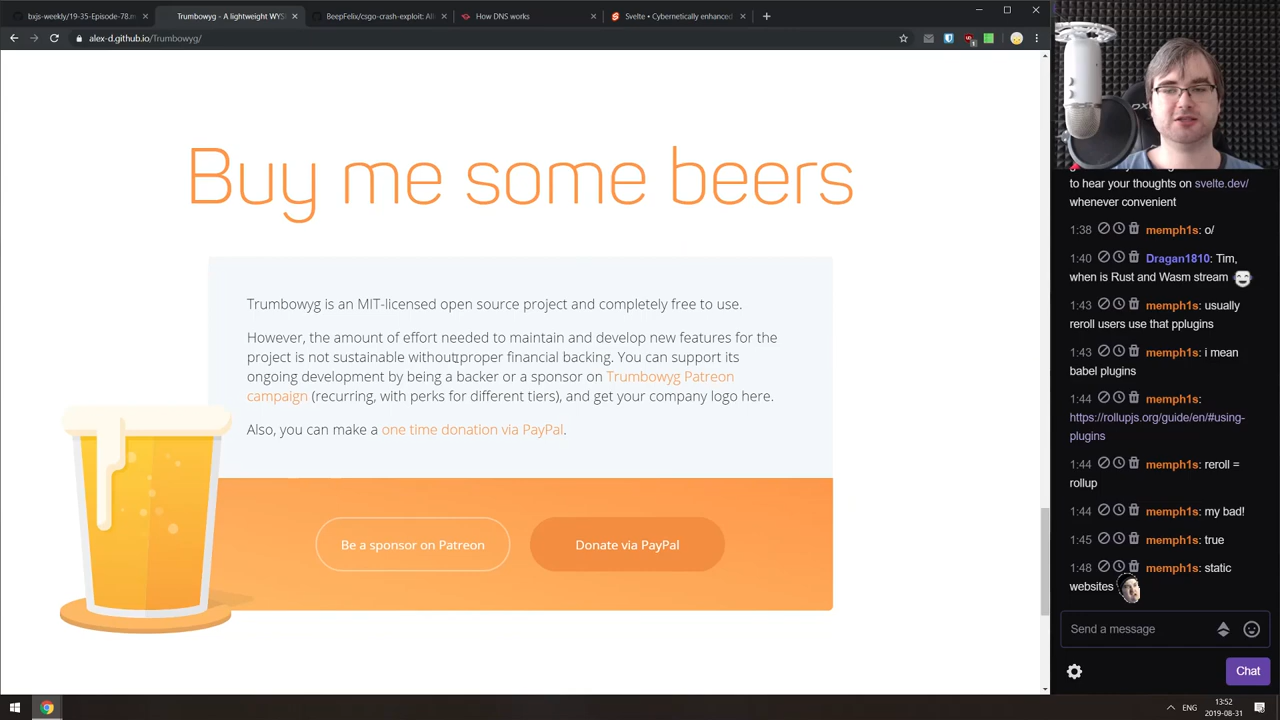 bxjs-weekly/19-35-Episode-78.m
Trumbowyg - A lightweight WYS
BeepFelix/csgo-crash-exploit: Al
How DNS works
Svelte • Cybernetically enhanced
alex-d.github.io/Trumbowyg/
Buy me some beers
Trumbowyg is an MIT-licensed open source project and completely free to use.
However, the amount of effort needed to maintain and develop new features for the
project is not sustainable without proper financial backing. You can support its
ongoing development by being a backer or a sponsor on Trumbowyg Patreon
campaign (recurring, with perks for different tiers), and get your company logo here.
Also, you can make a one time donation via PayPal.
Be a sponsor on Patreon
Donate via PayPal
to hear your thoughts on svelte.dev/
whenever convenient
1:38 memph1s: o/
1:40 Dragan1810: Tim,
when is Rust and Wasm stream
1:43 memph1s: usually
reroll users use that pplugins
1:43 memph1s: i mean
babel plugins
1:44 memph1s:
https://rollupjs.org/guide/en/#using-
plugins
1:44 memph1s: reroll =
rollup
1:44 memph1s: my bad!
1:45 memph1s: true
1:48 memph1s: static
websites
Send a message
Chat
ENG
13:52
2019-08-31